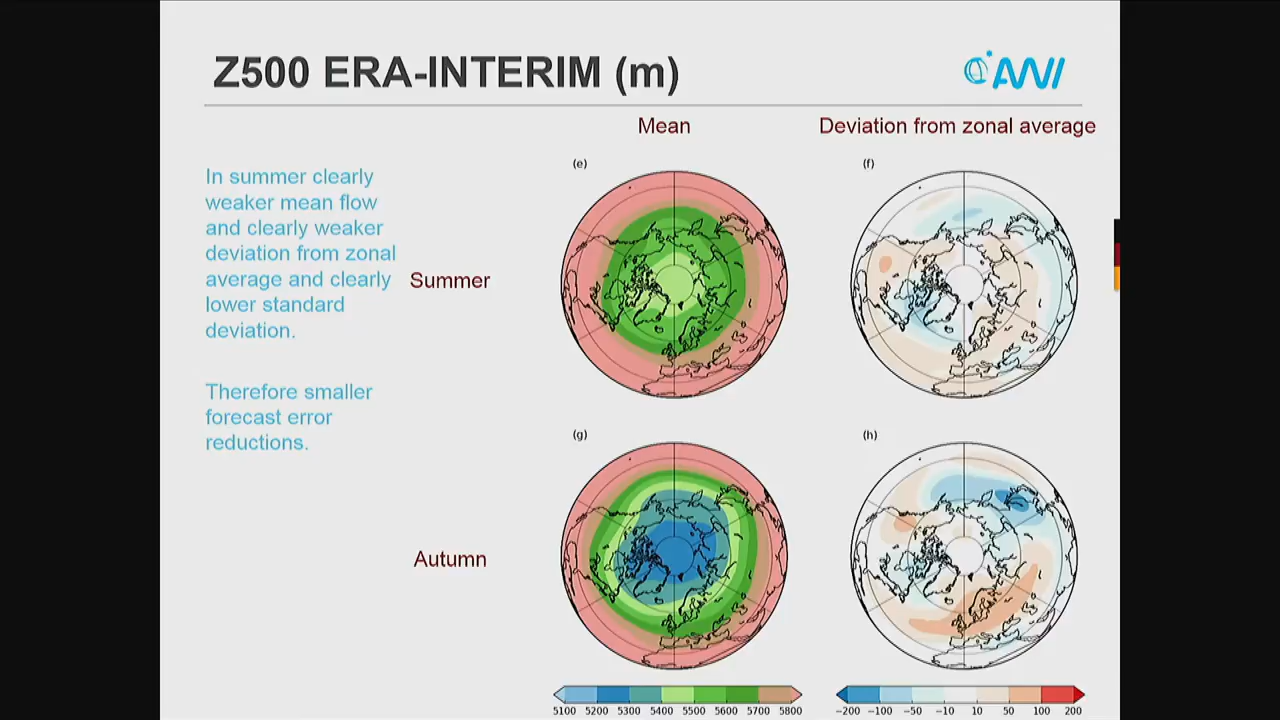 Z500 ERA-INTERIM (m)
AWI
Mean
Deviation from zonal average
In summer clearly
weaker mean flow
and clearly weaker
deviation from zonal
average and clearly
lower standard
deviation.
Therefore smaller
forecast error
reductions.
Summer
(e)
(f)
Autumn
(g)
(h)
5100 5200 5300 5400 5500 5600 5700 5800
−200 −100 −50 −10 10 50 100 200